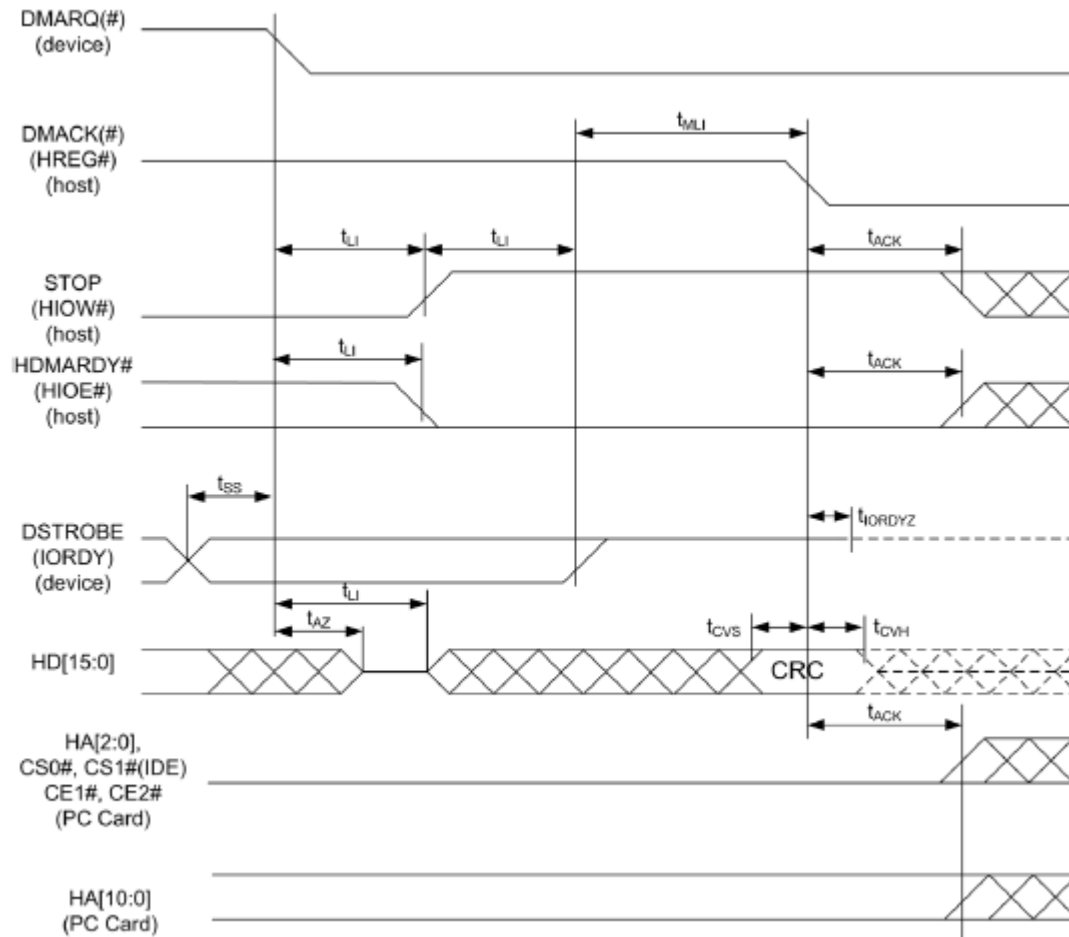 DMARQ(#)
(device)
DMACK(#)
(HREG#)
(host)
tMLI
tLI
tLI
tACK
STOP
(HIOW#)
(host)
tLI
tACK
HDMARDY#
(HIOE#)
(host)
tSS
tIORDYZ
DSTROBE
(IORDY)
(device)
tLI
tAZ
tCVS
tCVH
HD[15:0]
CRC
tACK
HA[2:0],
CS0#, CS1#(IDE)
CE1#, CE2#
(PC Card)
HA[10:0]
(PC Card)